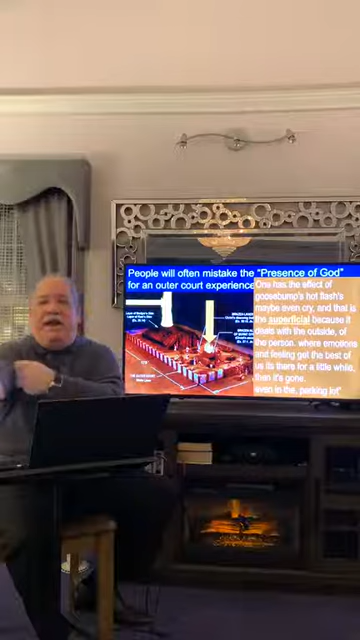 People will often mistake the "Presence of God"
for an outer court experience
One has the effect of
goosebump's hot flash's
maybe even cry, and that is
the superficial because it
deals with the outside, of
the person. where emotions
and feeling get the best of
us its there for a little while,
then it's gone.
even in the, parking lot"